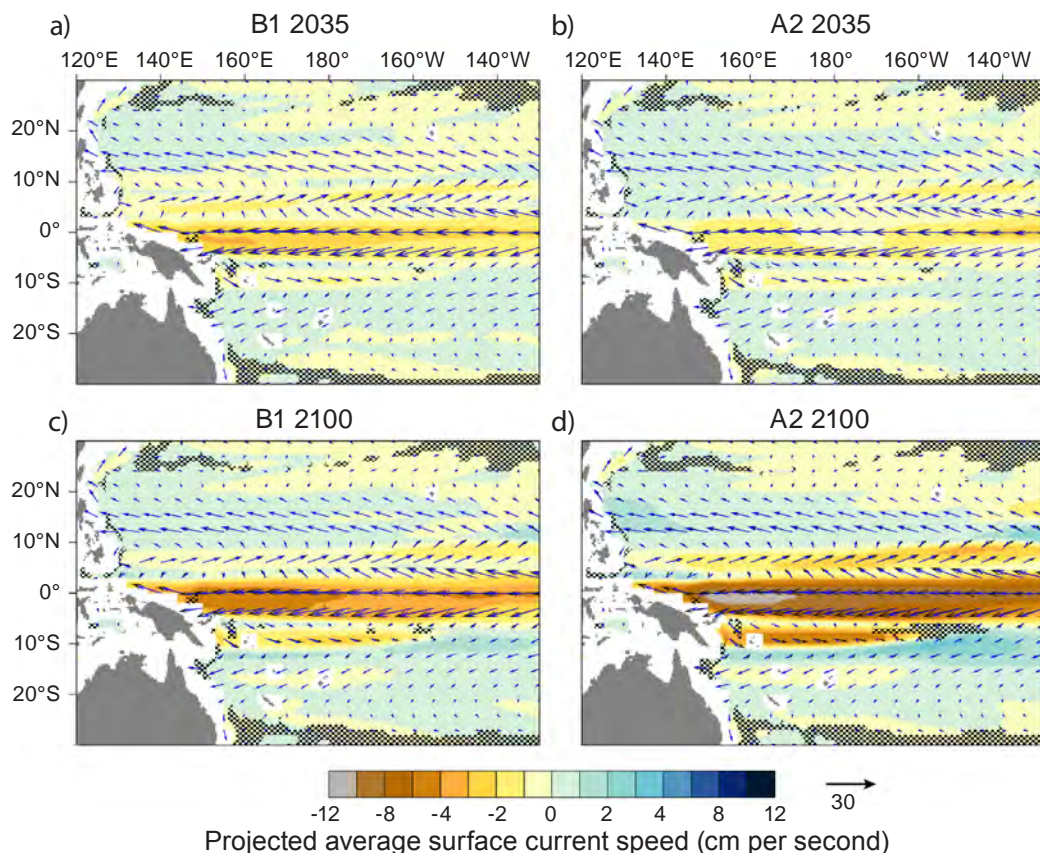 a) B1 2035 b) A2 2035
120°E 140°E 160°E 180° 160°W 140°W 120°E 140°E 160°E 180° 160°W 140°W
20°N
10°N
0°
10°S
20°S
c) B1 2100 d) A2 2100
20°N
10°N
0°
10°S
20°S
-12 -8 -6 -4 -2 0 2 4 6 8 12 30
Projected average surface current speed (cm per second)